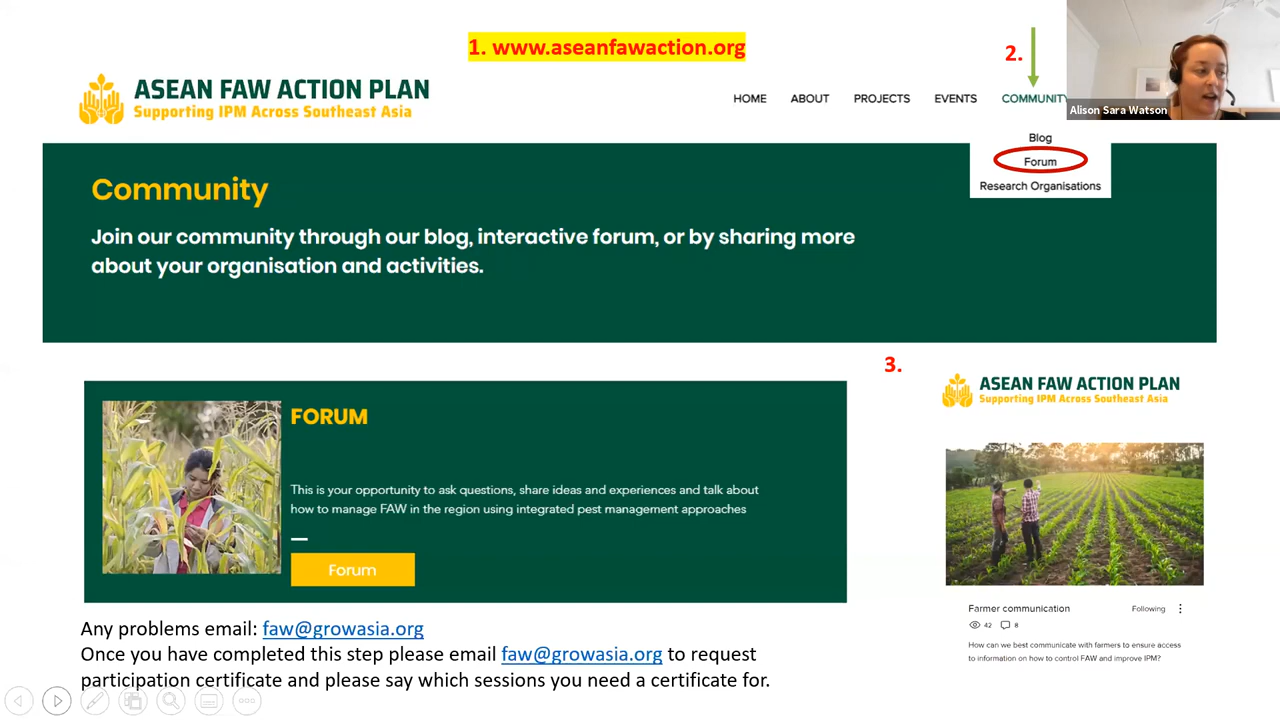 1. www.aseanfawaction.org
2.
Alison Sara Watson
ASEAN FAW ACTION PLAN
Supporting IPM Across Southeast Asia
HOME ABOUT PROJECTS EVENTS COMMUNITY
Blog
Forum
Research Organisations
Community
Join our community through our blog, interactive forum, or by sharing more
about your organisation and activities.
FORUM
This is your opportunity to ask questions, share ideas and experiences and talk about
how to manage FAW in the region using integrated pest management approaches
Forum
3.
ASEAN FAW ACTION PLAN
Supporting IPM Across Southeast Asia
Farmer communication Following
42 8
How can we best communicate with farmers to ensure access
to information on how to control FAW and improve IPM?
Any problems email: faw@growasia.org
Once you have completed this step please email faw@growasia.org to request
participation certificate and please say which sessions you need a certificate for.